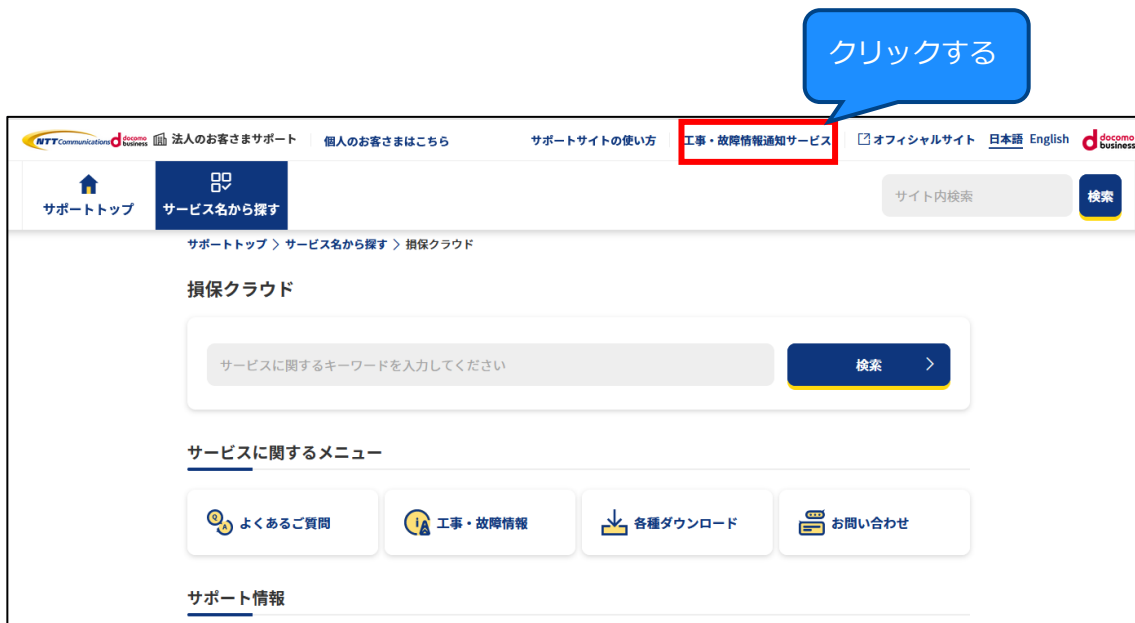 クリックする
NTT Communications docomo business 法人のお客さまサポート 個人のお客さまはこちら サポートサイトの使い方 工事・故障情報通知サービス オフィシャルサイト 日本語 English docomo business
サポートトップ サービス名から探す サイト内検索 検索
サポートトップ 〉 サービス名から探す 〉 損保クラウド
損保クラウド
サービスに関するキーワードを入力してください 検索
サービスに関するメニュー
よくあるご質問 工事・故障情報 各種ダウンロード お問い合わせ
サポート情報